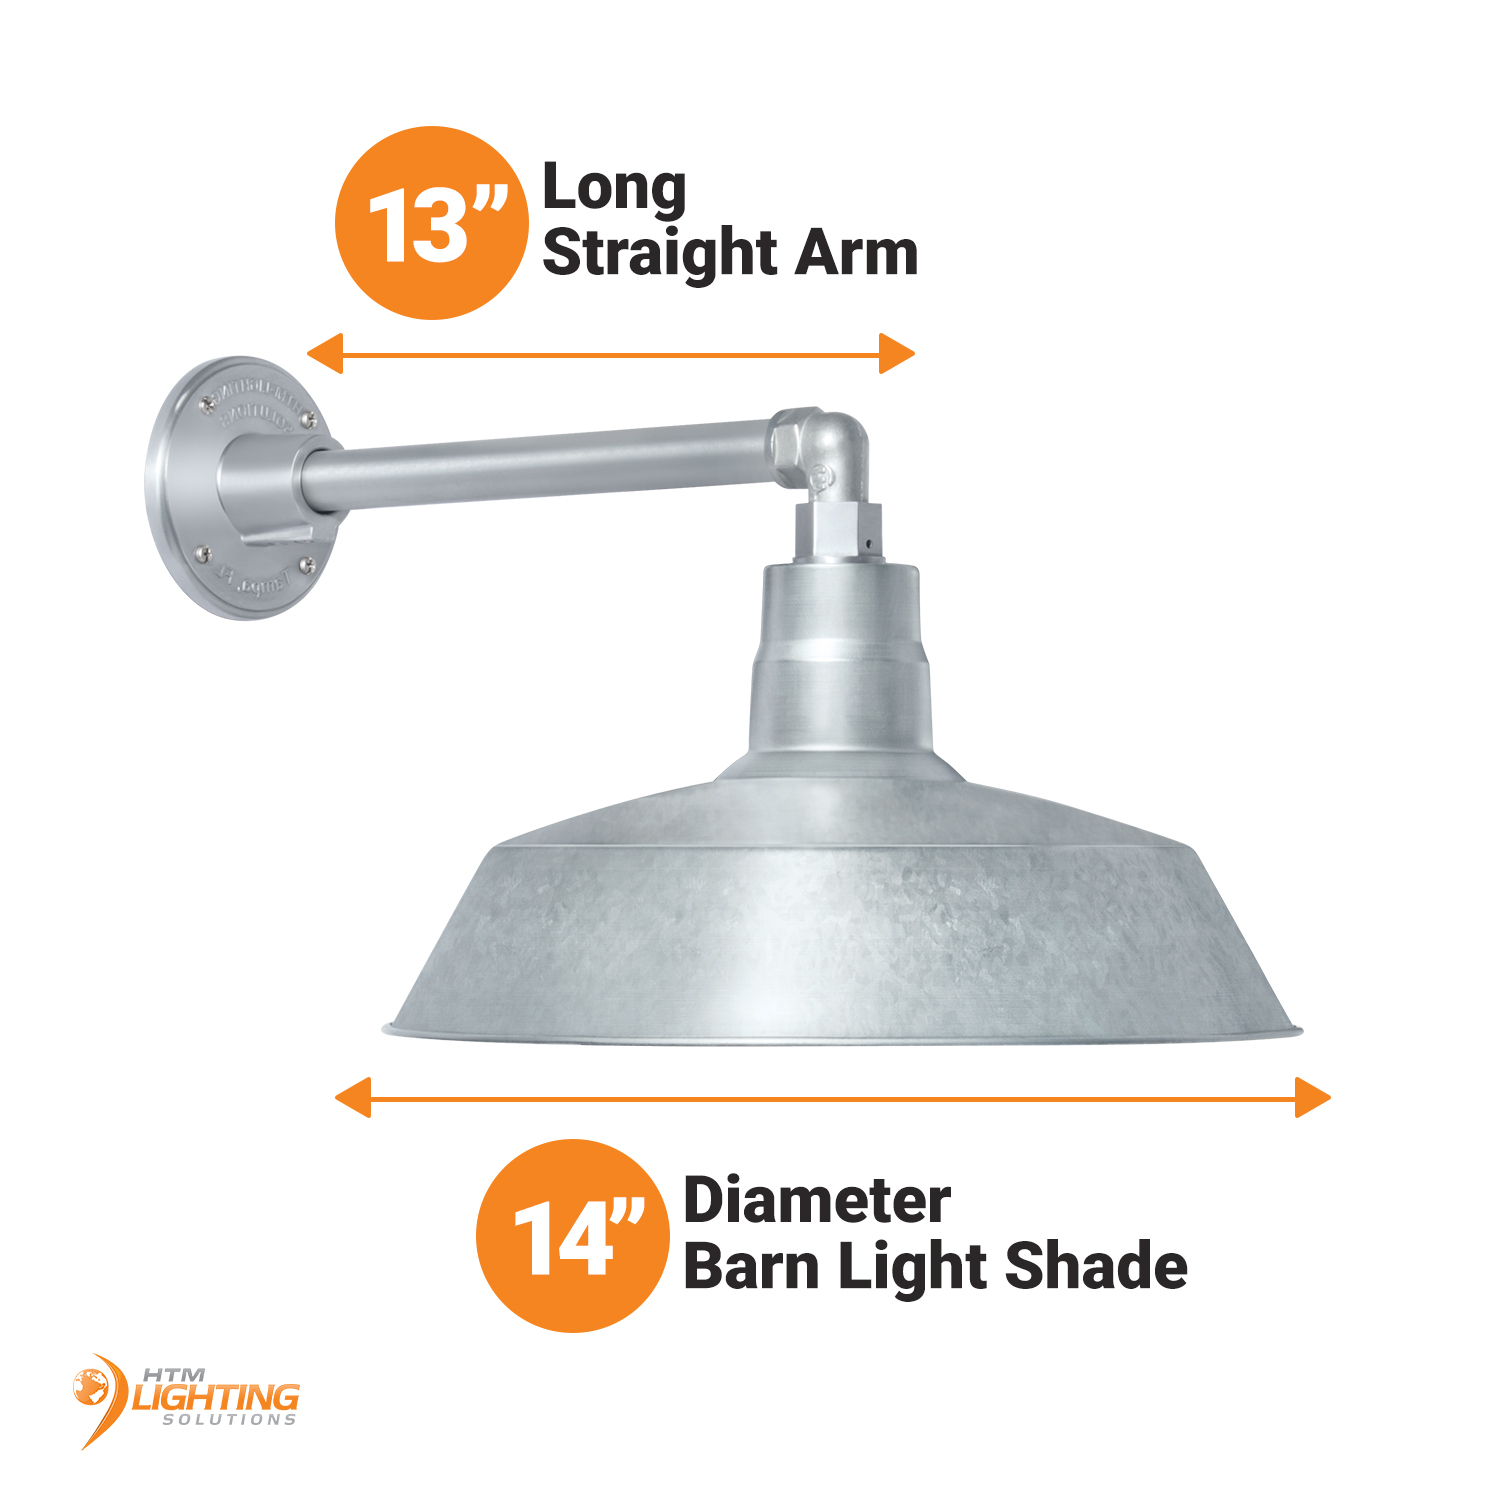 13” Long
Straight Arm
14” Diameter
Barn Light Shade
HTM
LIGHTING
SOLUTIONS